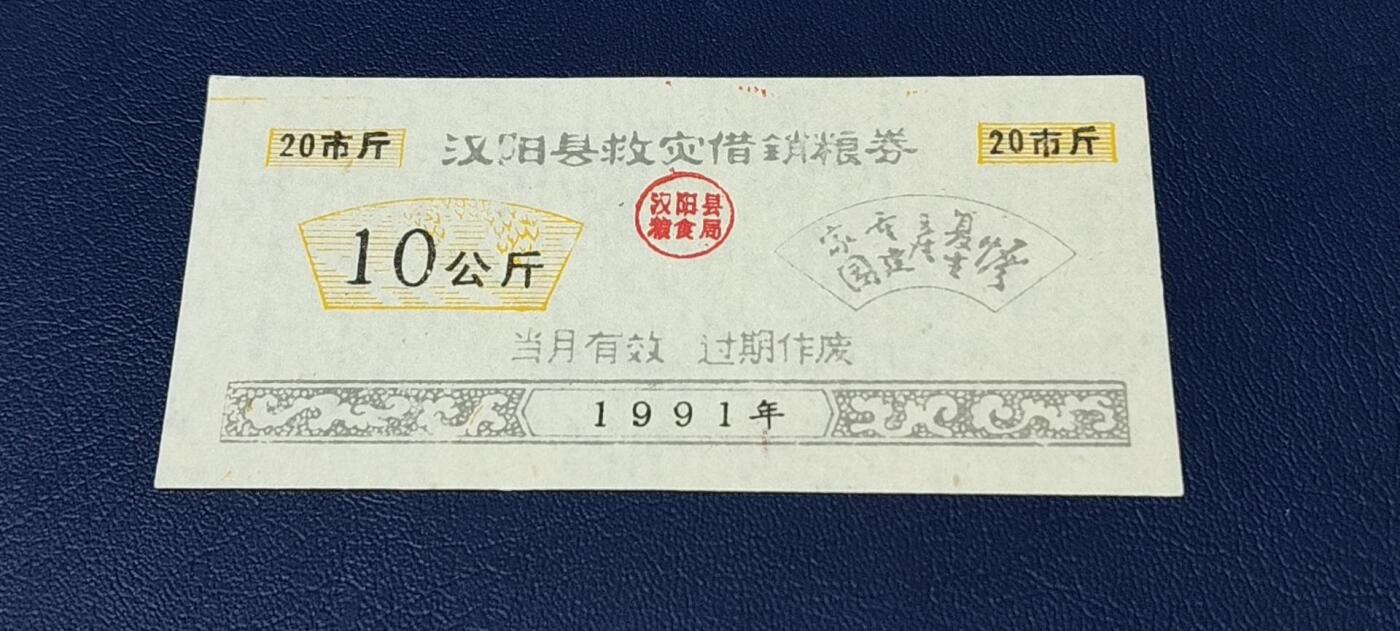 20市斤
汉阳县救灾借銷粮券
20市斤
汉阳县
粮食局
10公斤
当月有效 过期作废
1991年